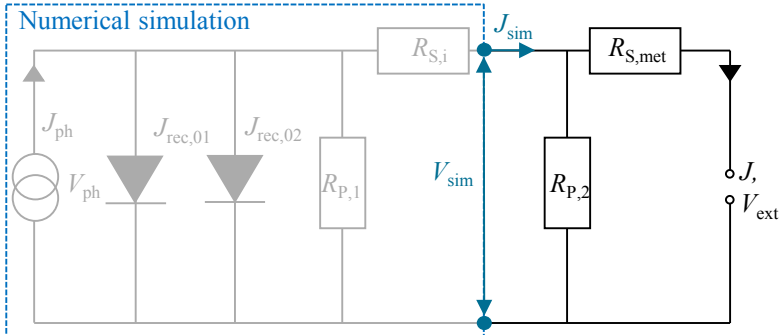 Numerical simulation
J_sim
R_S,i
R_S,met
J_ph
J_rec,01
J_rec,02
V_ph
R_P,1
V_sim
R_P,2
J,
V_ext